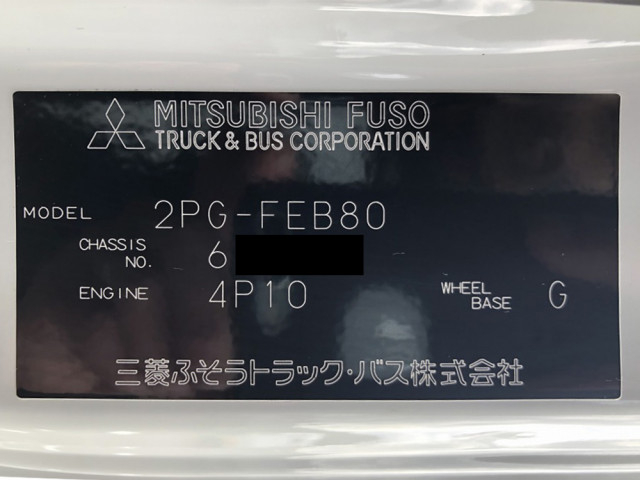 MITSUBISHI FUSO
TRUCK & BUS CORPORATION
MODEL 2PG-FEB80
CHASSIS NO. 6
ENGINE 4P10 WHEEL BASE G
三菱ふそうトラック・バス株式会社